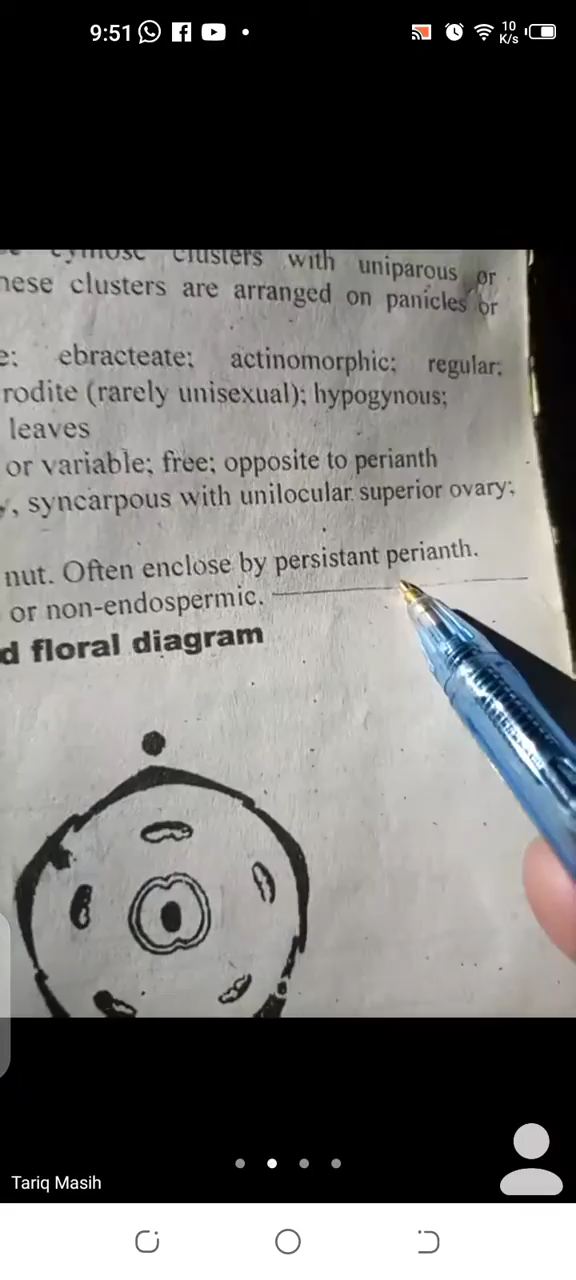 9:51
10
K/s
cymose clusters with uniparous or
hese clusters are arranged on panicles or
e: ebracteate; actinomorphic; regular;
rodite (rarely unisexual); hypogynous;
leaves
or variable; free; opposite to perianth
, syncarpous with unilocular superior ovary;
nut. Often enclose by persistant perianth.
or non-endospermic.
d floral diagram
Tariq Masih